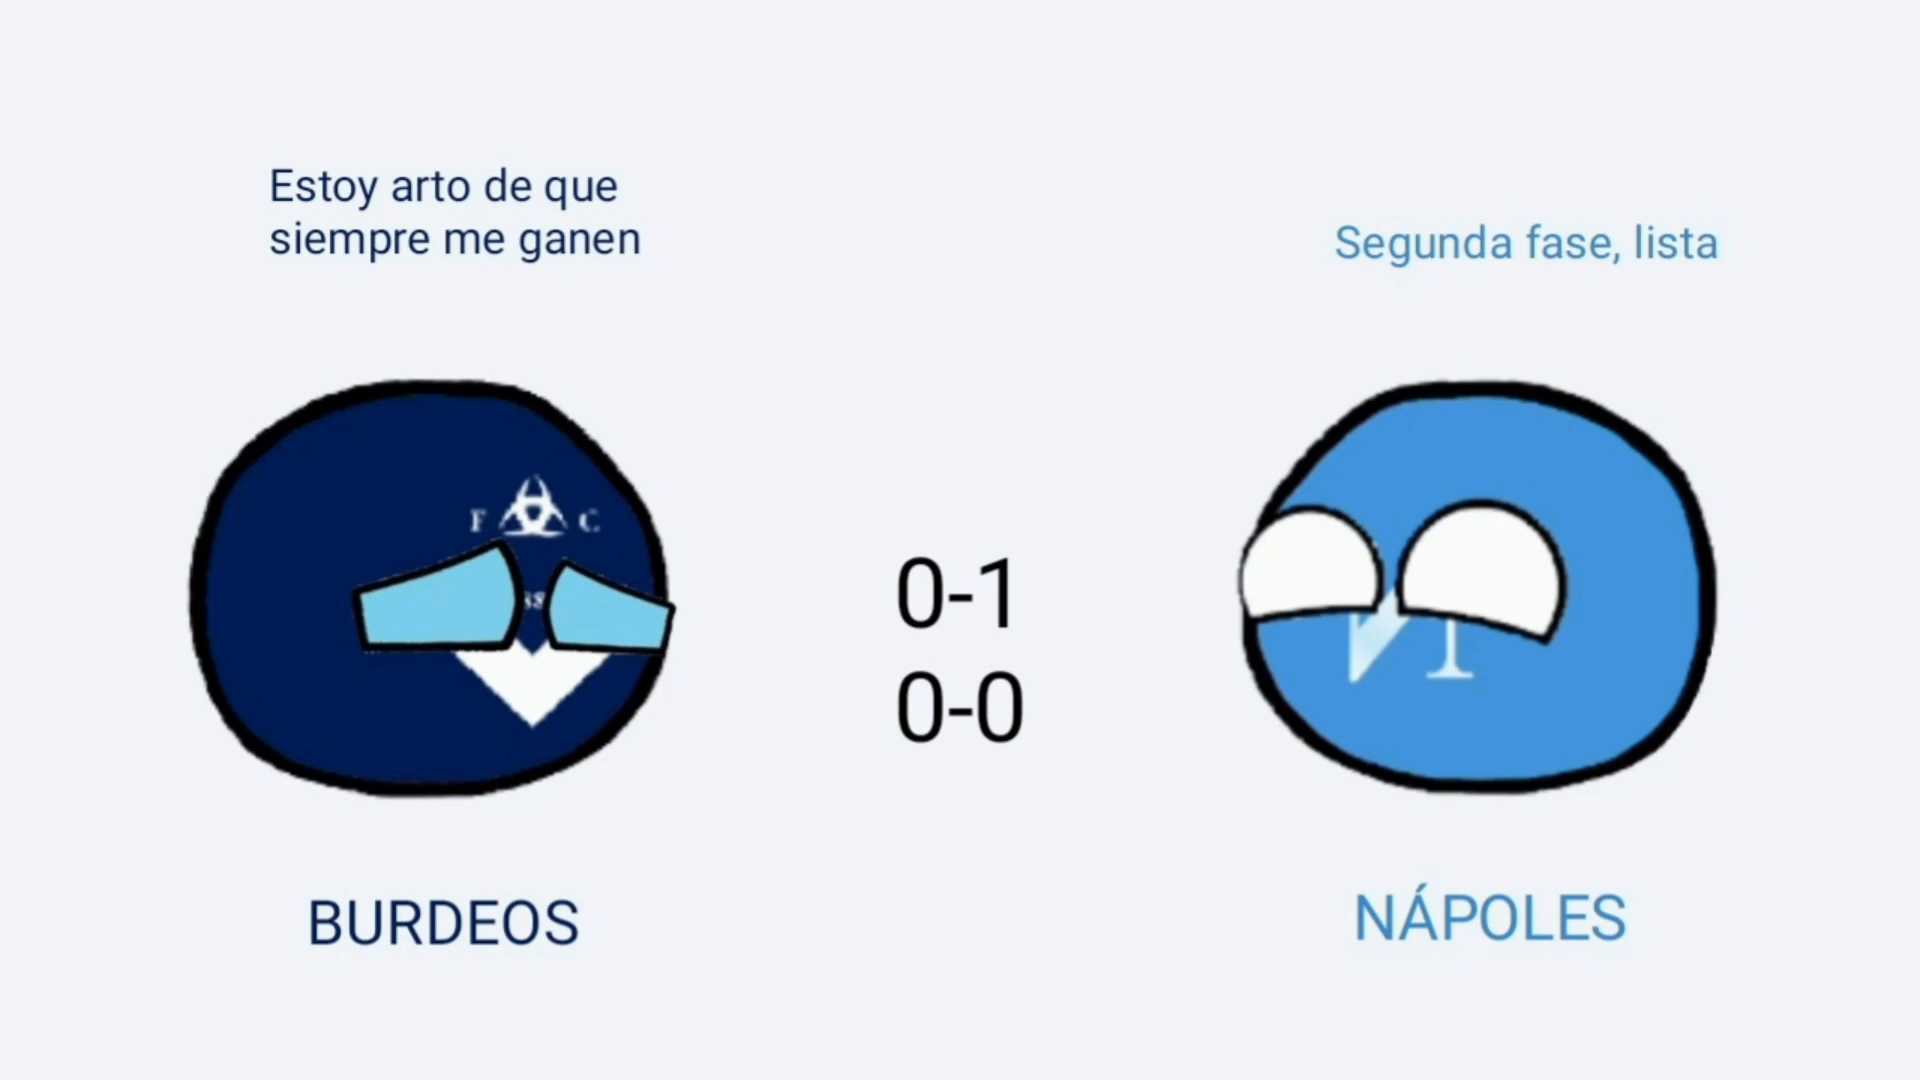 Estoy arto de que
siempre me ganen
Segunda fase, lista
F C
0-1
0-0
BURDEOS
NÁPOLES